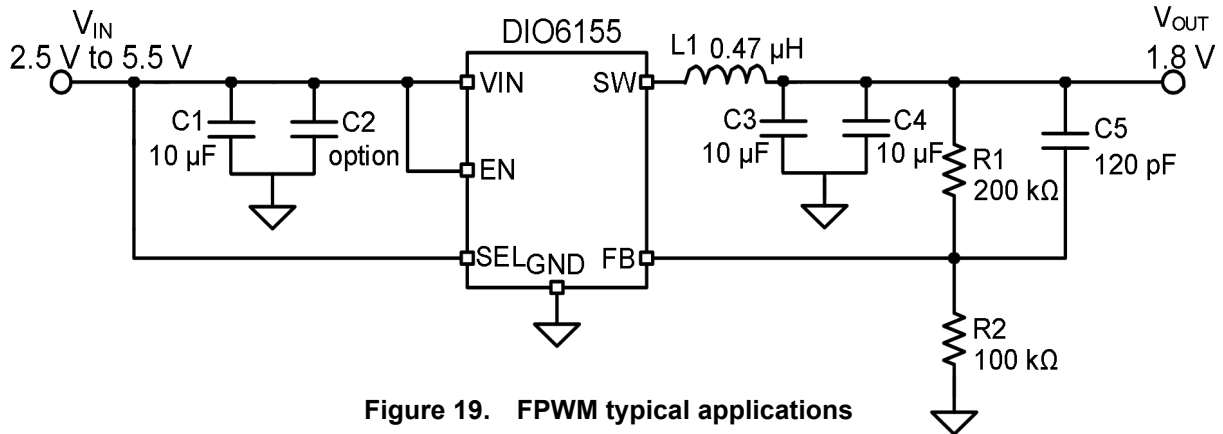 V_IN
2.5 V to 5.5 V
DIO6155
L1 0.47 µH
V_OUT
1.8 V
VIN
SW
C1
10 µF
C2
option
C3
10 µF
C4
10 µF
R1
200 kΩ
C5
120 pF
EN
SEL
GND
FB
R2
100 kΩ
Figure 19. FPWM typical applications